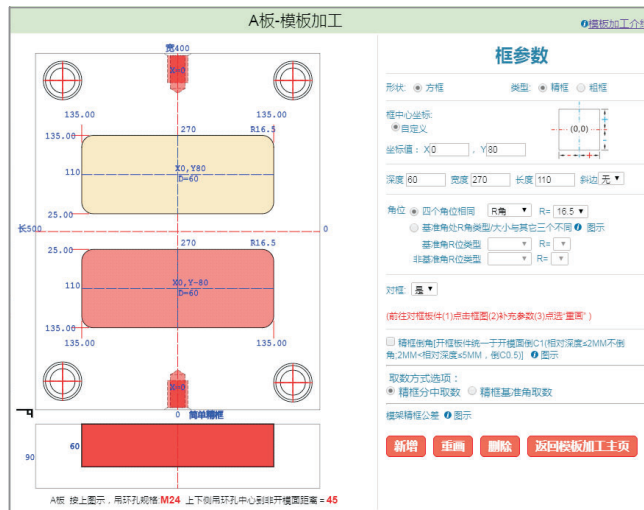 A板-模板加工
模板加工介绍
宽400
X=0
135.00
135.00
135.00
270
R16.5
110
X0,Y80
D=60
25.00
长500
0
25.00
270
R16.5
110
X0,Y-80
D=60
135.00
135.00
135.00
X=0
0
简单精框
60
90
A板 按上图示，吊环孔规格:M24 上下侧吊环孔中心到非开模面距离=45
框参数
形状: 方框 类型: 精框 粗框
框中心坐标:
自定义
(0,0)
坐标值：X 0 ，Y 80
深度 60 宽度 270 长度 110 斜边 无
角位 四个角位相同 R角 R= 16.5
基准角处R角类型/大小与其它三个不同 图示
基准角R位类型 R=
非基准角R位类型 R=
对框: 是
(前往对框板件(1)点击框图(2)补充参数(3)点选“重画”)
精框倒角[开框板件统一于开模面倒C1(相对深度≤2MM不倒
角;2MM<相对深度≤5MM，倒C0.5)] 图示
取数方式选项：
精框分中取数 精框基准角取数
框架精框公差 图示
新增 重画 删除 返回模板加工主页